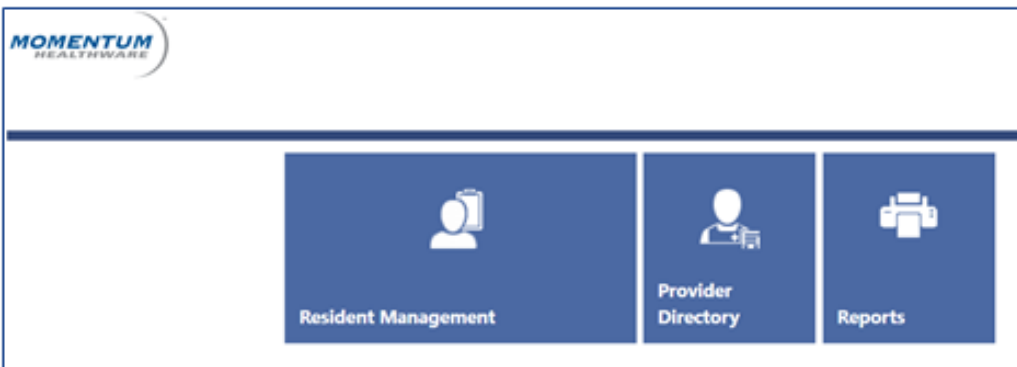 MOMENTUM
HEALTHWARE
Resident Management
Provider
Directory
Reports